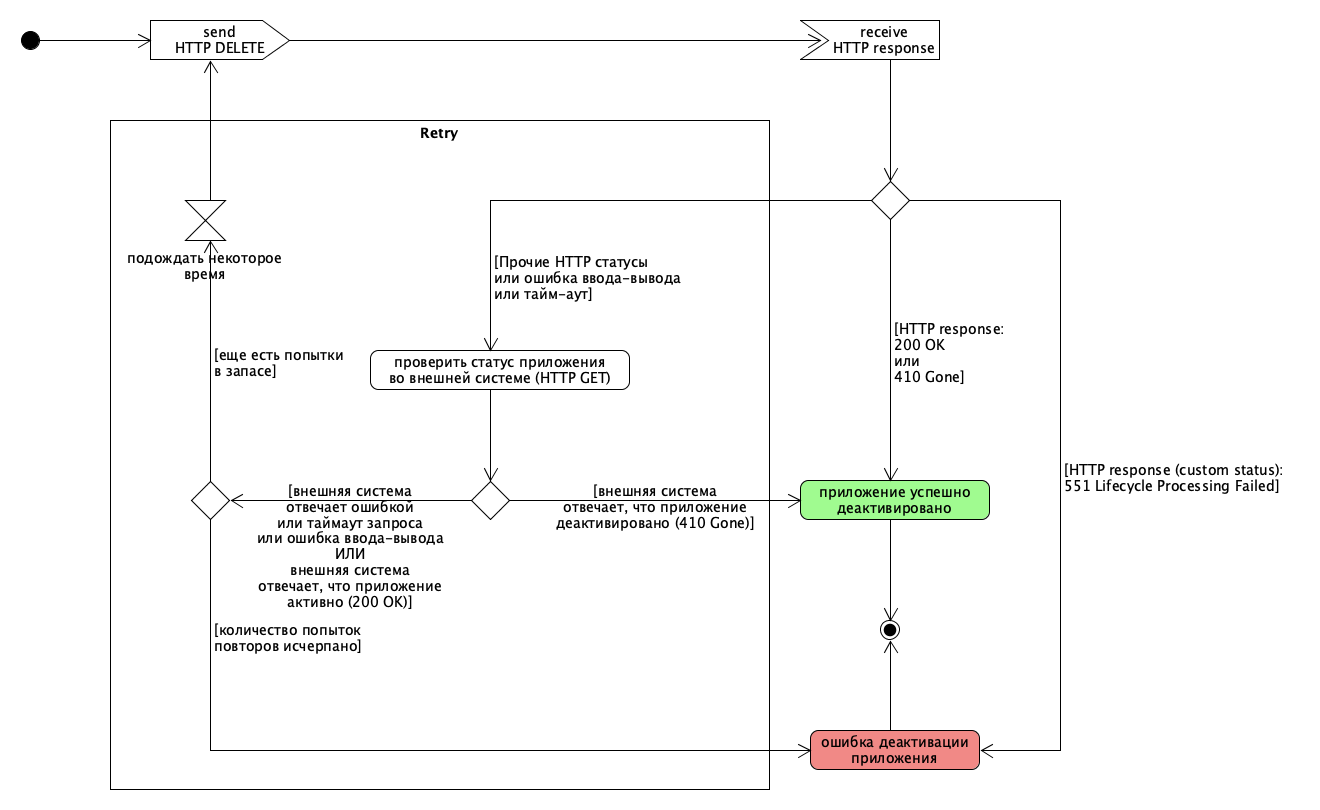 send
HTTP DELETE
receive
HTTP response
Retry
подождать некоторое
время
[Прочие HTTP статусы
или ошибка ввода-вывода
или тайм-аут]
[HTTP response:
200 OK
или
410 Gone]
[еще есть попытки
в запасе]
проверить статус приложения
во внешней системе (HTTP GET)
[HTTP response (custom status):
551 Lifecycle Processing Failed]
[внешняя система
отвечает ошибкой
или таймаут запроса
или ошибка ввода-вывода
ИЛИ
внешняя система
отвечает, что приложение
активно (200 OK)]
[внешняя система
отвечает, что приложение
деактивировано (410 Gone)]
приложение успешно
деактивировано
[количество попыток
повторов исчерпано]
ошибка деактивации
приложения